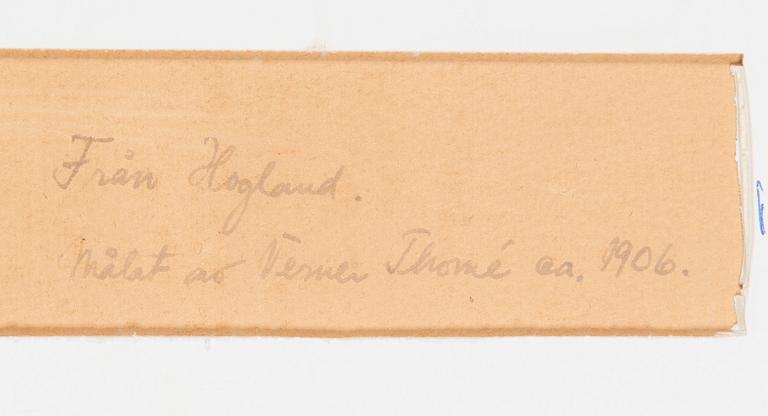 Från Hogland.
Målat av Verner Thomé ca. 1906.